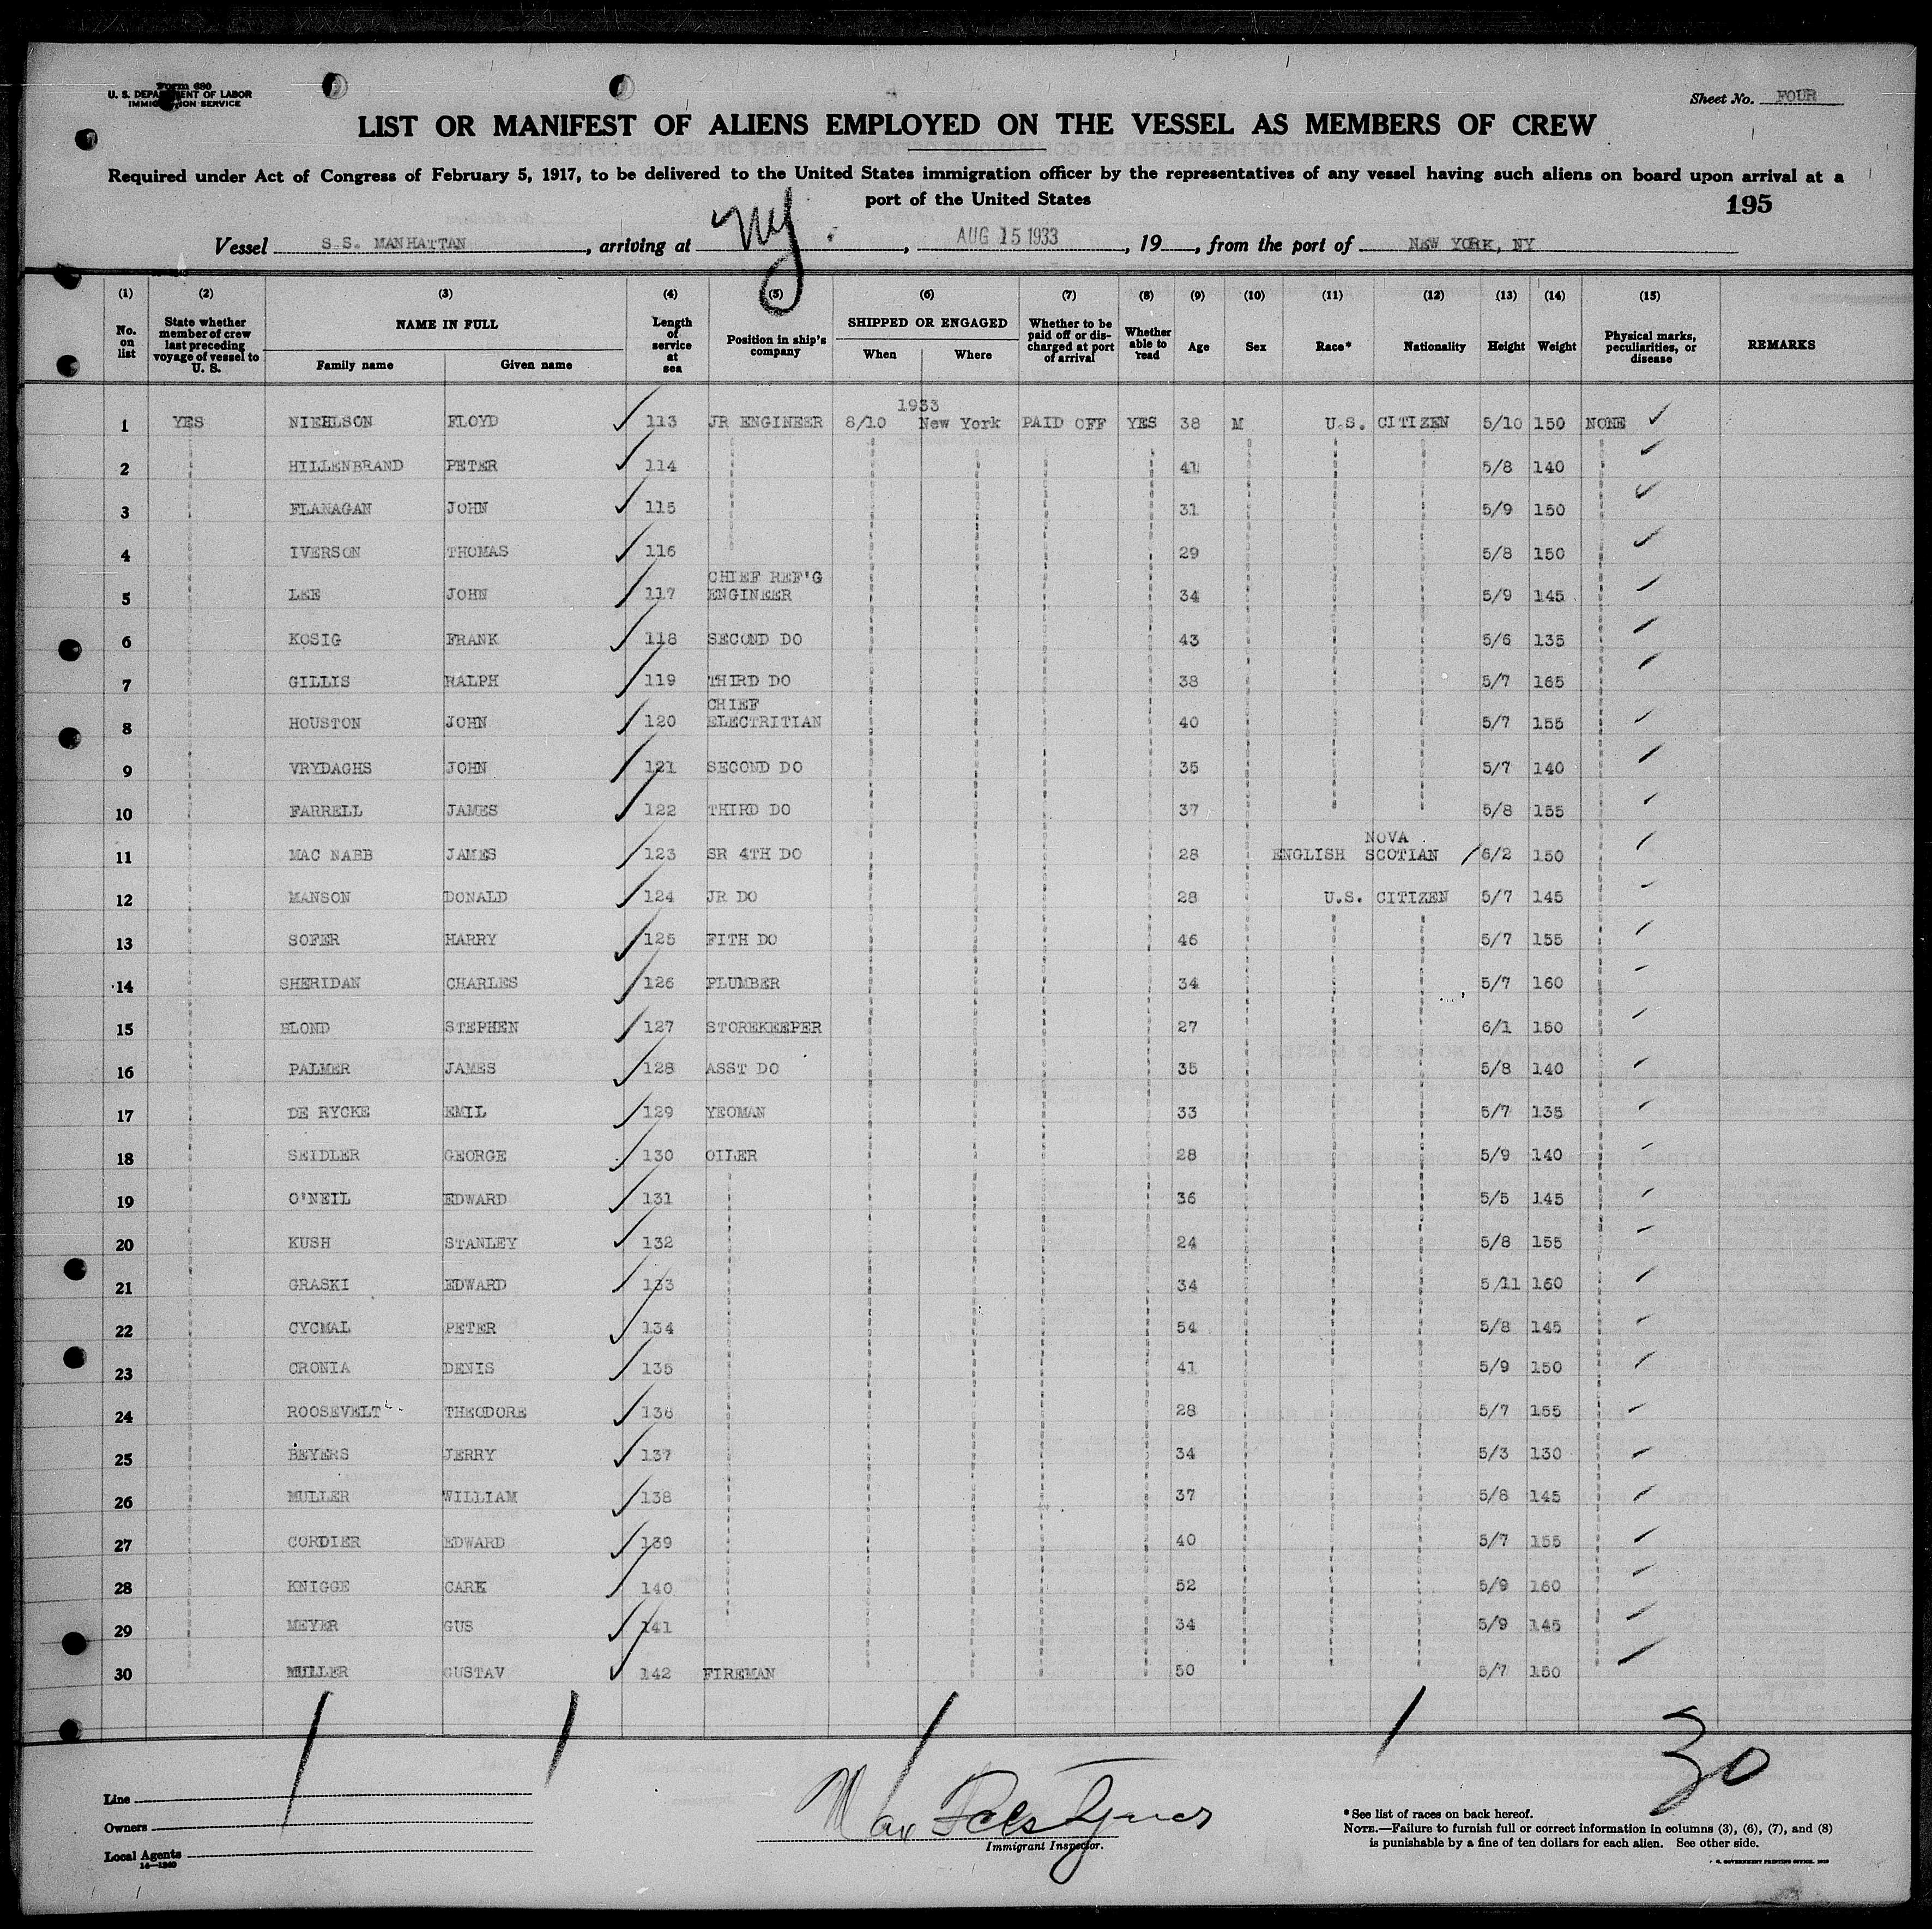 Form 680
U. S. DEPARTMENT OF LABOR
IMMIGRATION SERVICE
Sheet No. FOUR
LIST OR MANIFEST OF ALIENS EMPLOYED ON THE VESSEL AS MEMBERS OF CREW
Required under Act of Congress of February 5, 1917, to be delivered to the United States immigration officer by the representatives of any vessel having such aliens on board upon arrival at a
port of the United States
195
Vessel S.S. MANHATTAN, arriving at NY, AUG 15 1933, 19, from the port of NEW YORK, NY
(1) (2) (3) (4) (5) (6) (7) (8) (9) (10) (11) (12) (13) (14) (15)
No. on list State whether member of crew last preceding voyage of vessel to U. S. NAME IN FULL Family name Given name Length of service at sea Position in ship's company SHIPPED OR ENGAGED When Where Whether to be paid off or discharged at port of arrival Whether able to read Age Sex Race* Nationality Height Weight Physical marks, peculiarities, or disease REMARKS
1933
1 YES NIEHLSON FLOYD 113 JR ENGINEER 8/10 New York PAID OFF YES 38 M U.S. CITIZEN 5/10 150 NONE
2 HILLENBRAND PETER 114 41 5/8 140
3 FLANAGAN JOHN 115 31 5/9 150
4 IVERSON THOMAS 116 29 5/8 150
5 LEE JOHN 117 CHIEF REF'G ENGINEER 34 5/9 145
6 KOSIG FRANK 118 SECOND DO 43 5/6 135
7 GILLIS RALPH 119 THIRD DO 38 5/7 165
8 HOUSTON JOHN 120 CHIEF ELECTRITIAN 40 5/7 155
9 VRYDAGHS JOHN 121 SECOND DO 35 5/7 140
10 FARRELL JAMES 122 THIRD DO 37 5/8 155
11 MAC NABB JAMES 123 SR 4TH DO 28 ENGLISH NOVA SCOTIAN 6/2 150
12 MANSON DONALD 124 JR DO 28 U.S. CITIZEN 5/7 145
13 SOFER HARRY 125 FITH DO 46 5/7 155
14 SHERIDAN CHARLES 126 PLUMBER 34 5/7 160
15 BLOND STEPHEN 127 STOREKEEPER 27 6/1 150
16 PALMER JAMES 128 ASST DO 35 5/8 140
17 DE RYCKE EMIL 129 YEOMAN 33 5/7 135
18 SEIDLER GEORGE 130 OILER 28 5/9 140
19 O'NEIL EDWARD 131 36 5/5 145
20 KUSH STANLEY 132 24 5/8 155
21 GRASKI EDWARD 133 34 5/11 160
22 CYCMAL PETER 134 54 5/8 145
23 CRONIA DENIS 135 41 5/9 150
24 ROOSEVELT THEODORE 136 28 5/7 155
25 BEYERS JERRY 137 34 5/3 130
26 MULLER WILLIAM 138 37 5/8 145
27 CORDIER EDWARD 139 40 5/7 155
28 KNIGGE CARK 140 52 5/9 160
29 MEYER GUS 141 34 5/9 145
30 MULLER GUSTAV 142 FIREMAN 50 5/7 150
30
Line
Owners
Local Agents
14—1240
Max
Immigrant Inspector.
*See list of races on back hereof.
NOTE.—Failure to furnish full or correct information in columns (3), (6), (7), and (8)
is punishable by a fine of ten dollars for each alien. See other side.
GOVERNMENT PRINTING OFFICE